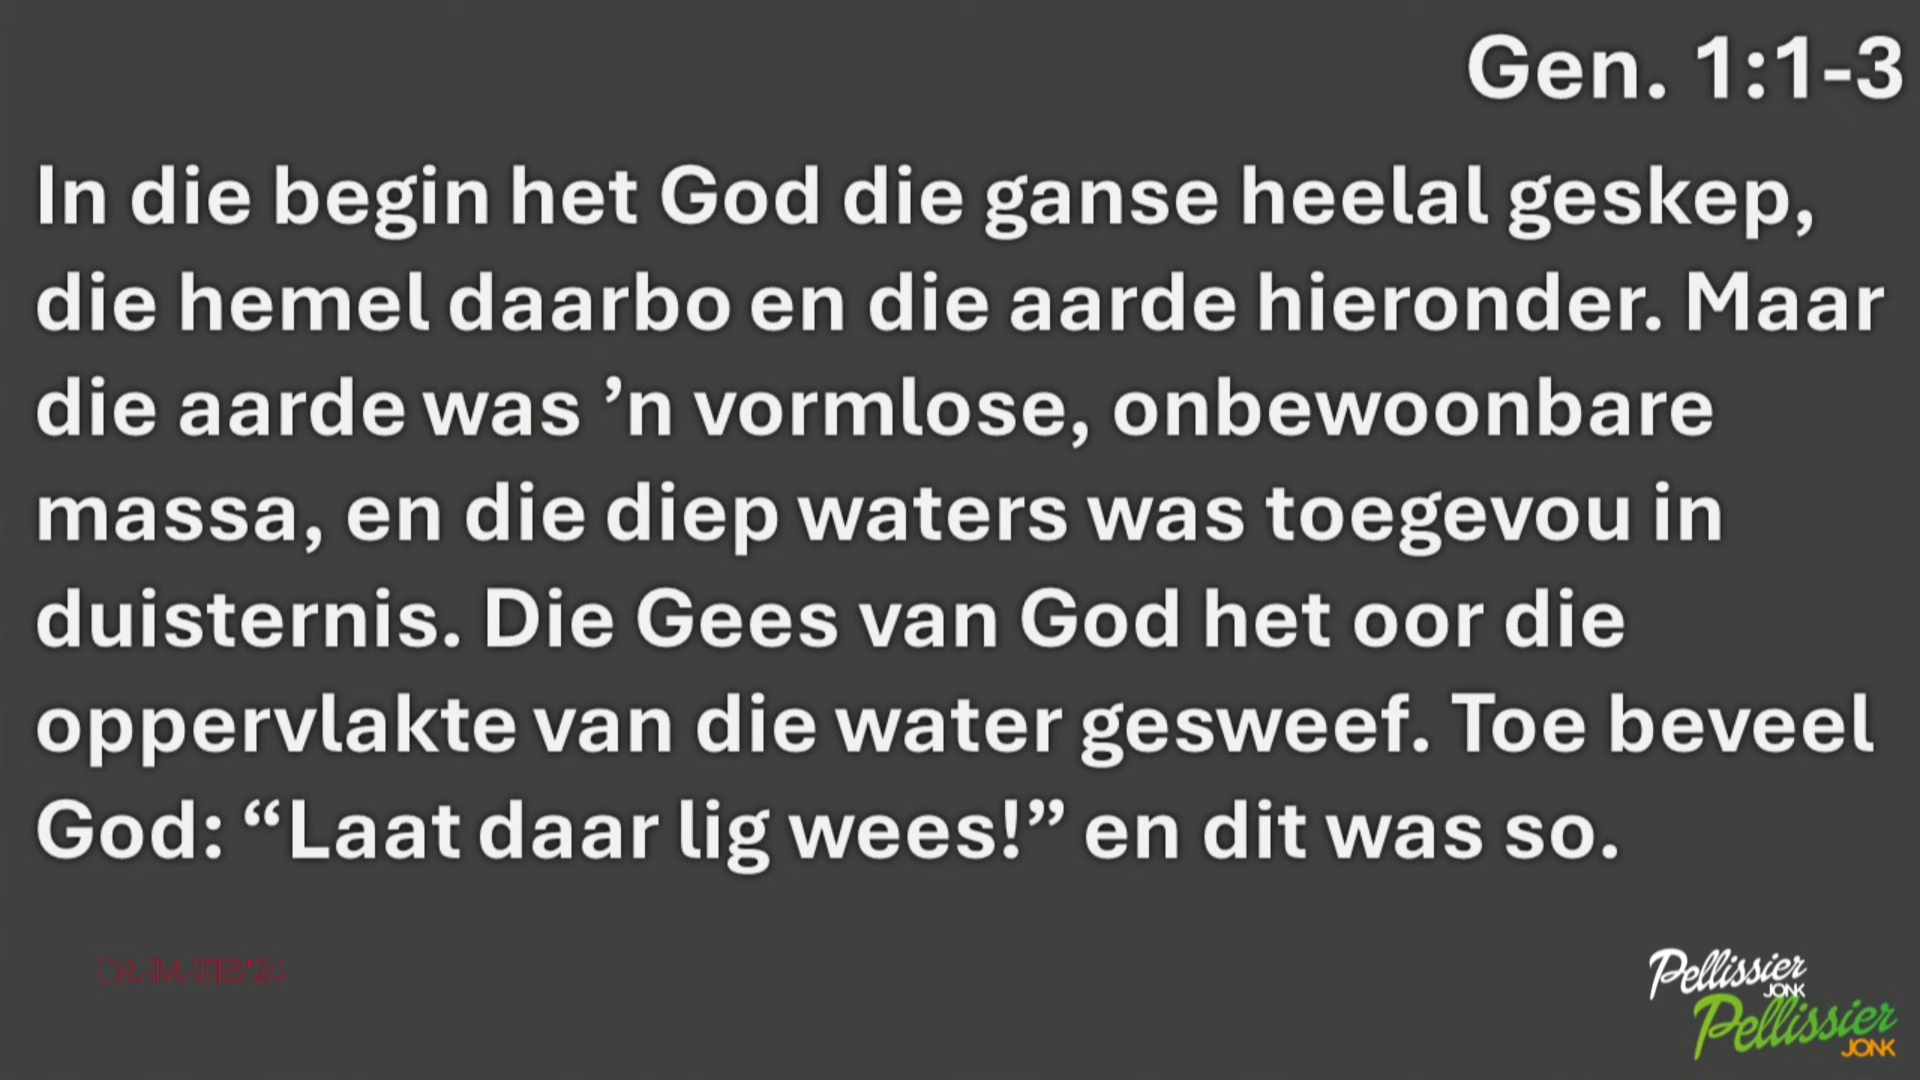 Gen. 1:1-3
In die begin het God die ganse heelal geskep,
die hemel daarbo en die aarde hieronder. Maar
die aarde was ’n vormlose, onbewoonbare
massa, en die diep waters was toegevou in
duisternis. Die Gees van God het oor die
oppervlakte van die water gesweef. Toe beveel
God: “Laat daar lig wees!” en dit was so.
DRAMATIES'24
Pellissier
JONK
Pellissier
JONK